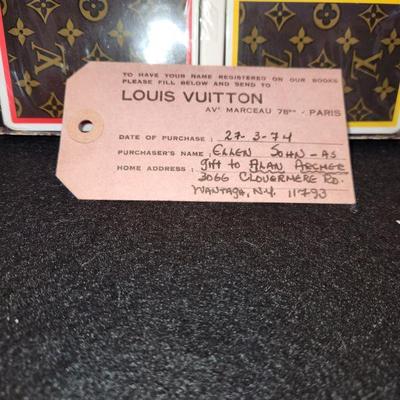 TO HAVE YOUR NAME REGISTERED ON OUR BOOKS
PLEASE FILL BELOW AND SEND TO
LOUIS VUITTON
AVE MARCEAU 78BIS - PARIS
DATE OF PURCHASE : 27-3-74
PURCHASER'S NAME : ELLEN JOHN - AS
HOME ADDRESS : gift to ALAN ARCHER
3066 CLOVERMERE RD.
WANTAGH, N.Y. 11793